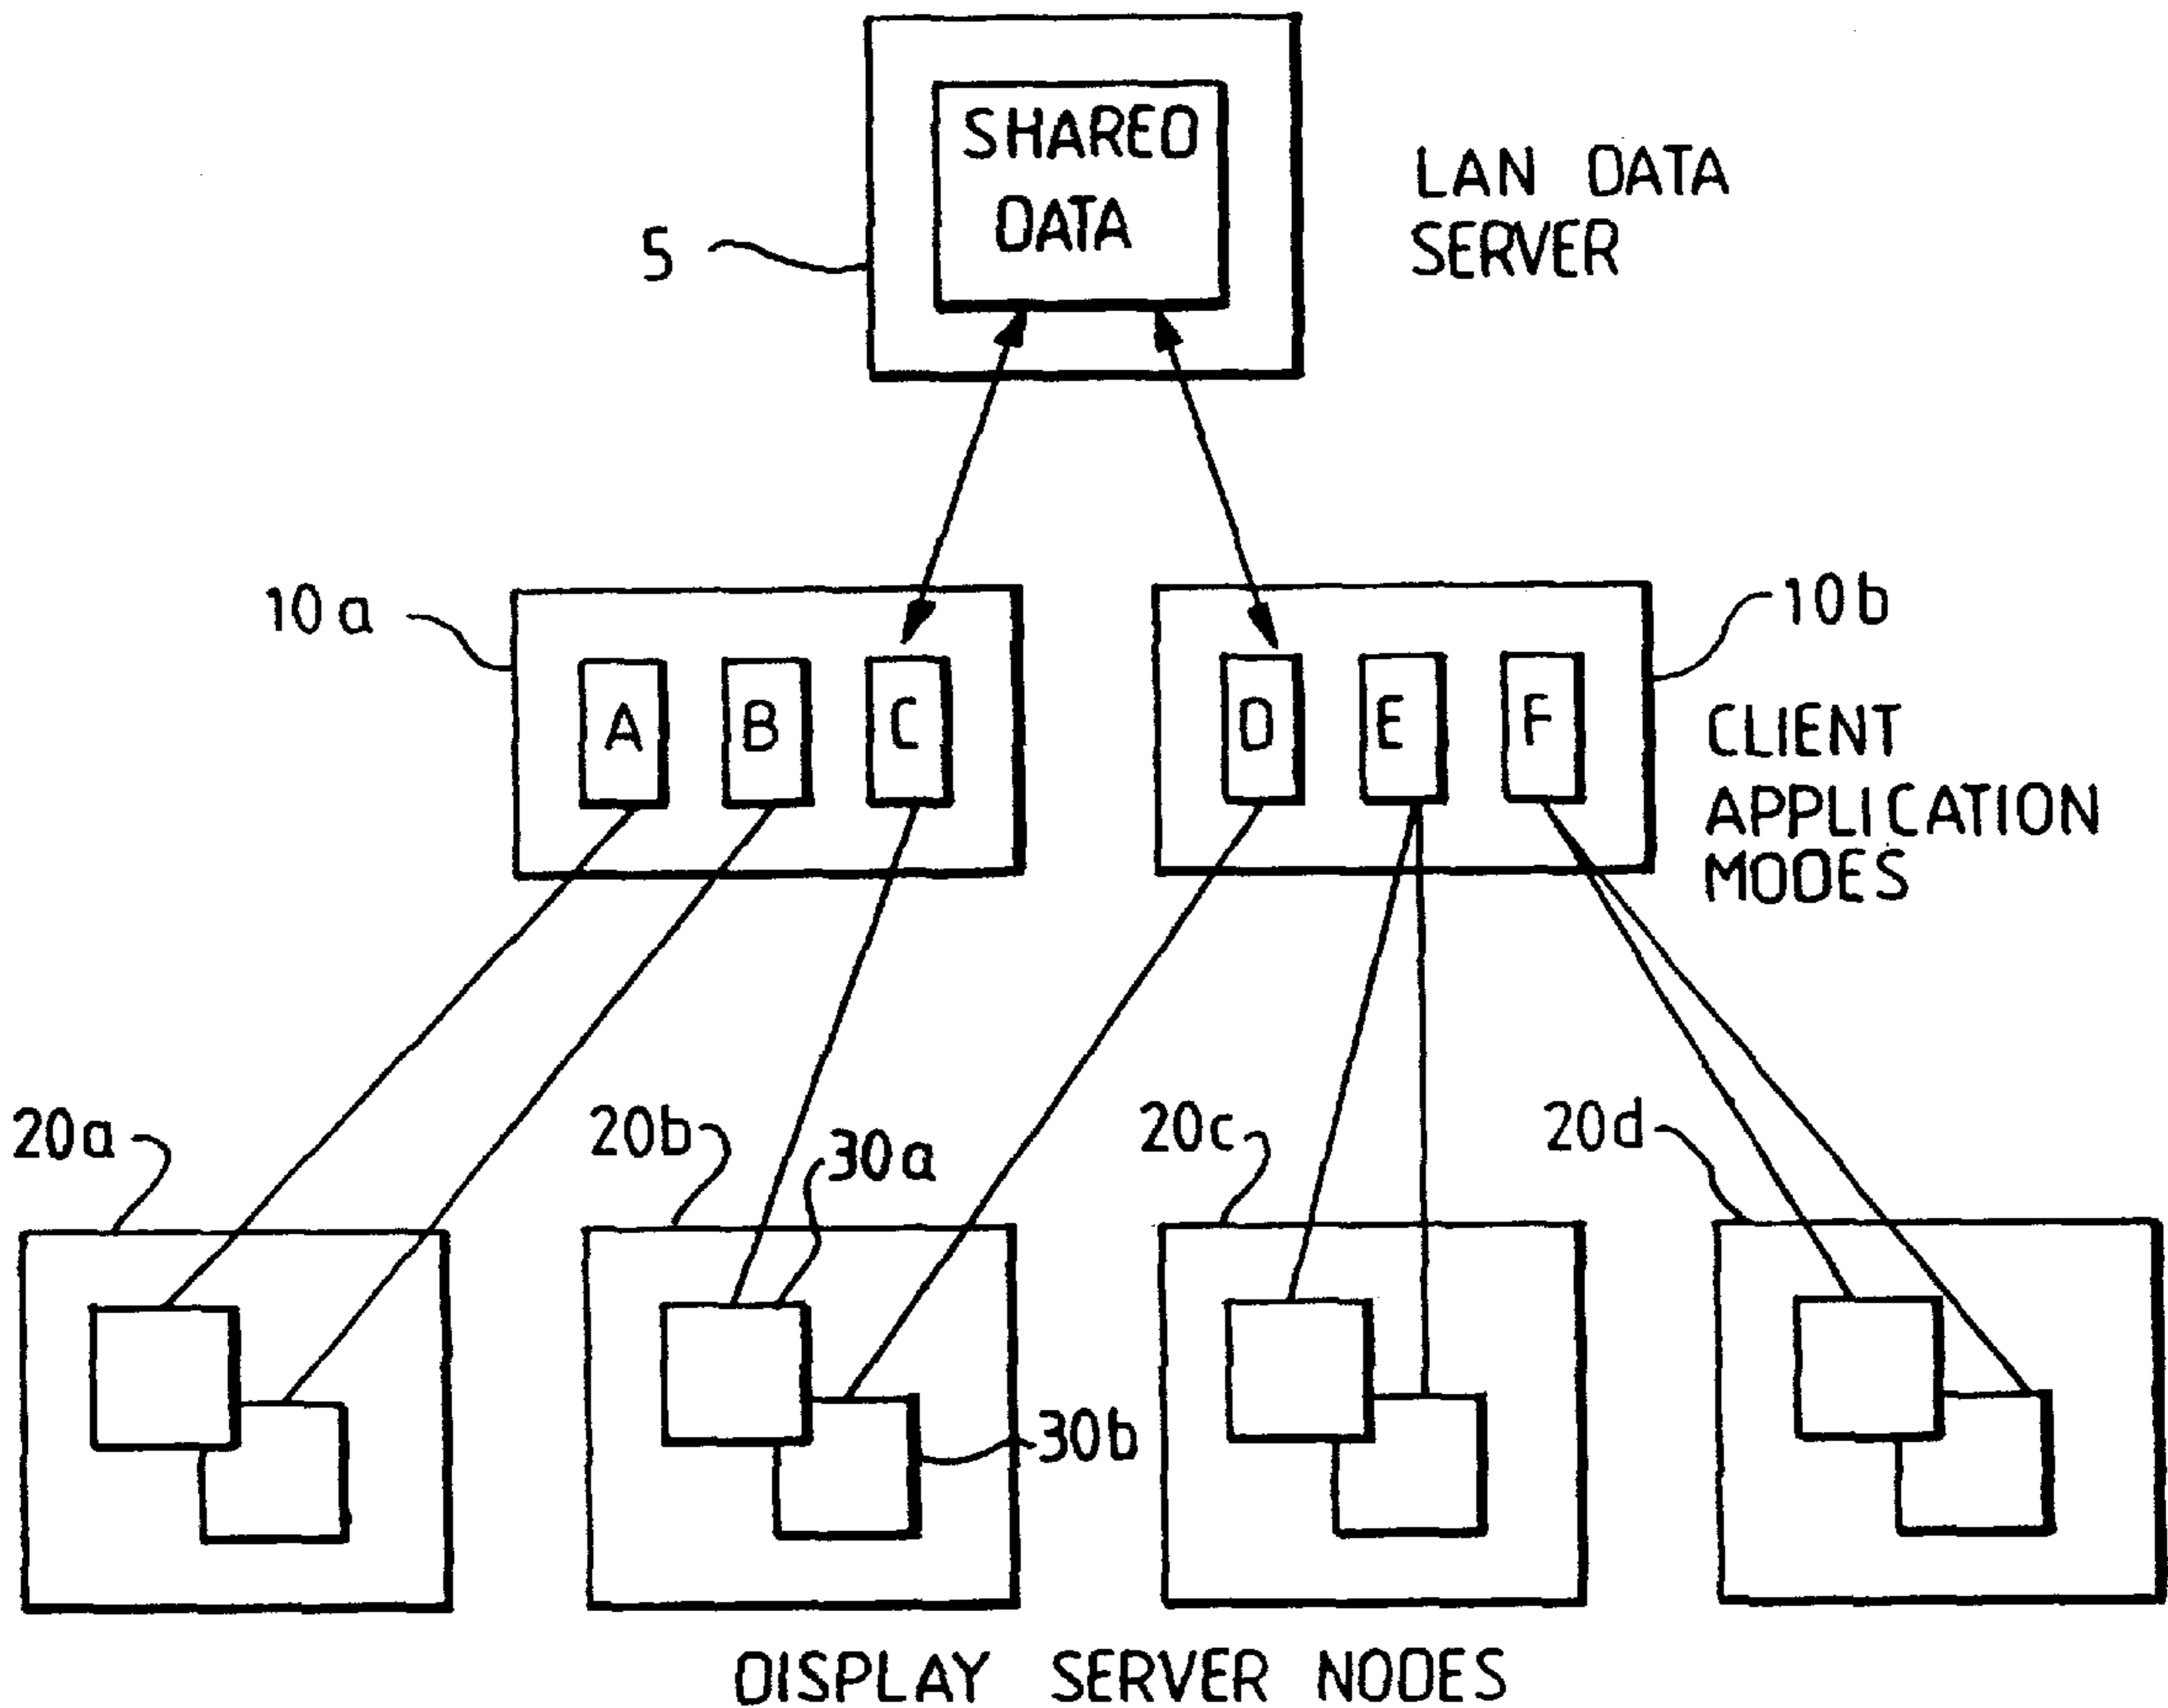 SHARED
DATA
LAN DATA
SERVER
5
10a
10b
A
B
C
D
E
F
CLIENT
APPLICATION
MODES
20a
20b
30a
20c
20d
30b
DISPLAY SERVER NODES